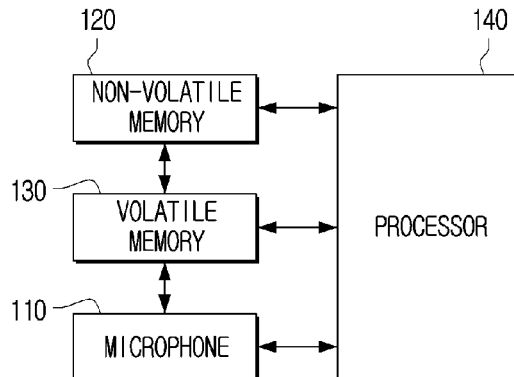 120
140
NON-VOLATILE
MEMORY
130
VOLATILE
MEMORY
PROCESSOR
110
MICROPHONE